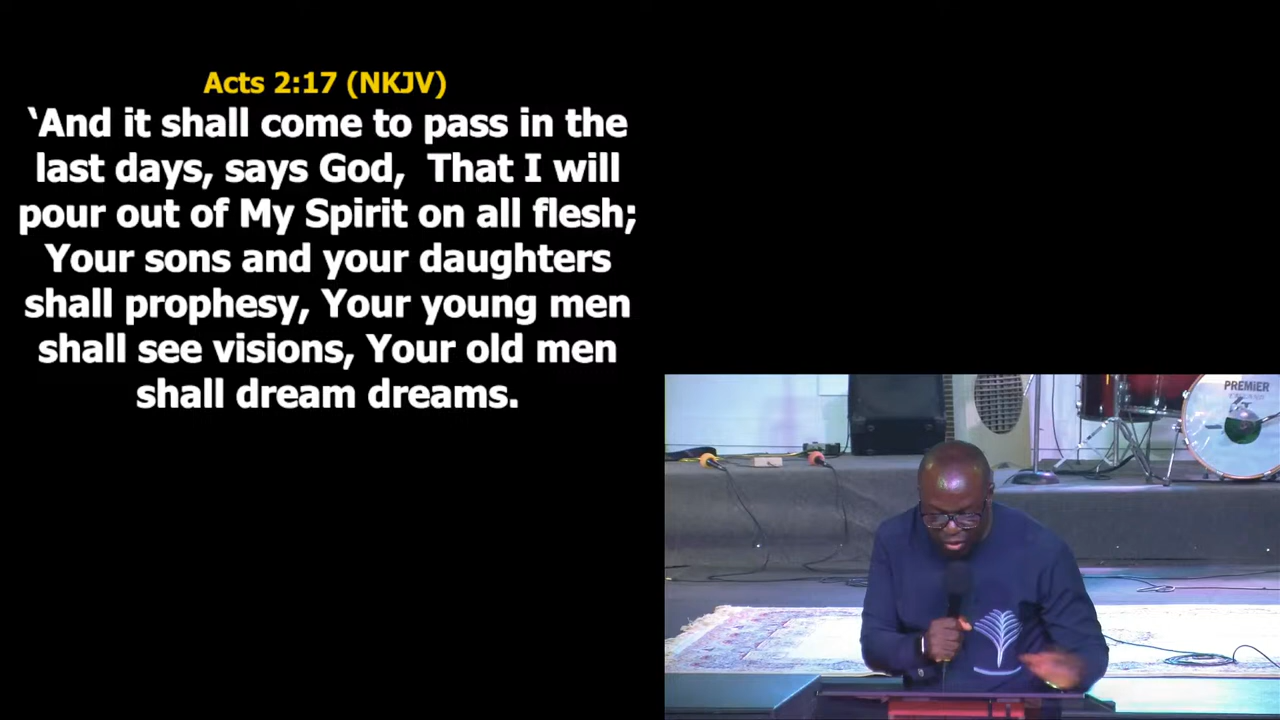 Acts 2:17 (NKJV)
‘And it shall come to pass in the
last days, says God,  That I will
pour out of My Spirit on all flesh;
Your sons and your daughters
shall prophesy, Your young men
shall see visions, Your old men
shall dream dreams.
PREMIER